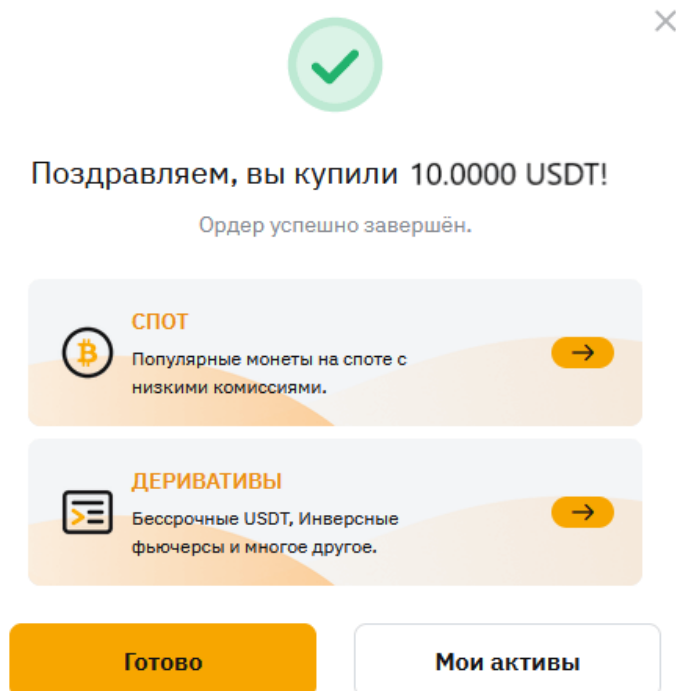 Поздравляем, вы купили 10.0000 USDT!
Ордер успешно завершён.
СПОТ
Популярные монеты на споте с
низкими комиссиями.
ДЕРИВАТИВЫ
Бессрочные USDT, Инверсные
фьючерсы и многое другое.
Готово
Мои активы